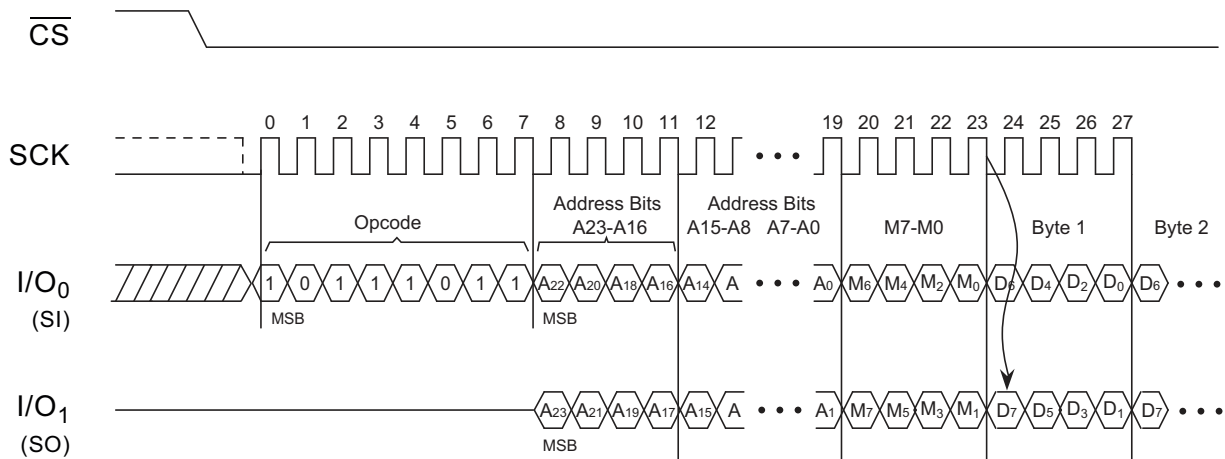 CS
0 1 2 3 4 5 6 7 8 9 10 11 12 19 20 21 22 23 24 25 26 27
SCK
Opcode
Address Bits
A23-A16
Address Bits
A15-A8 A7-A0
M7-M0
Byte 1
Byte 2
I/O0
(SI)
1 0 1 1 1 0 1 1 A22 A20 A18 A16 A14 A A0 M6 M4 M2 M0 D6 D4 D2 D0 D6
MSB
MSB
I/O1
(SO)
A23 A21 A19 A17 A15 A A1 M7 M5 M3 M1 D7 D5 D3 D1 D7
MSB